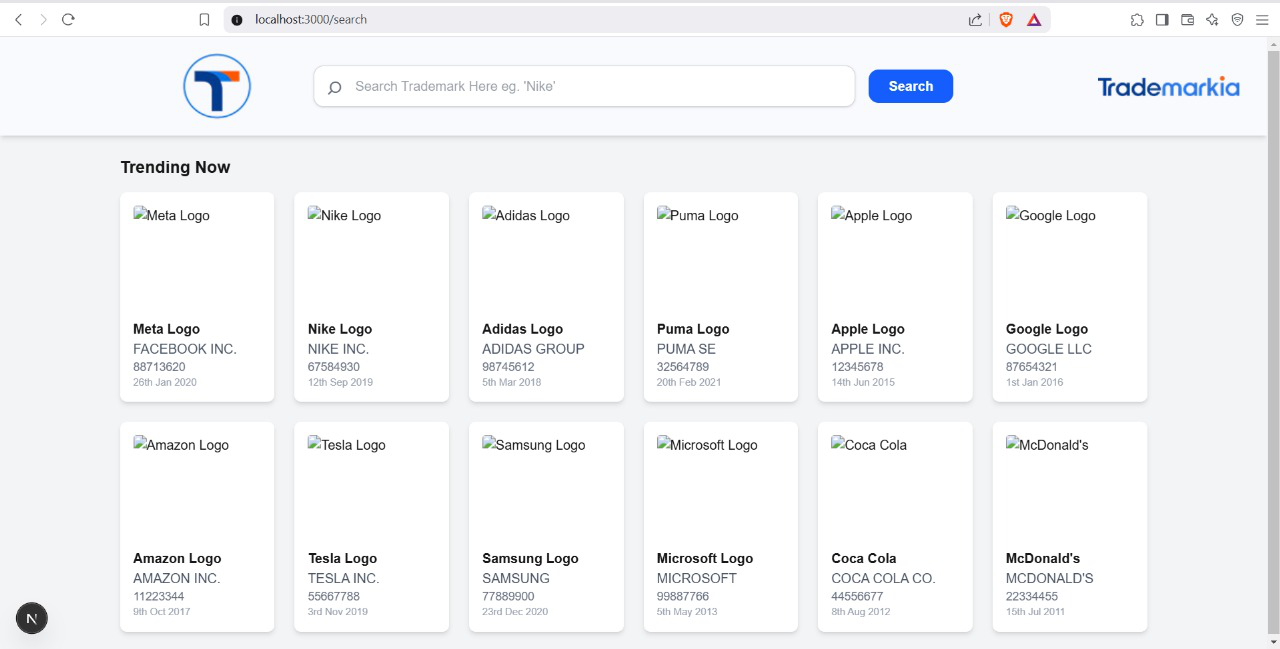 localhost:3000/search
T
Search Trademark Here eg. 'Nike'
Search
Trademarkia
Trending Now
Meta Logo
Nike Logo
Adidas Logo
Puma Logo
Apple Logo
Google Logo
Meta Logo
FACEBOOK INC.
88713620
26th Jan 2020
Nike Logo
NIKE INC.
67584930
12th Sep 2019
Adidas Logo
ADIDAS GROUP
98745612
5th Mar 2018
Puma Logo
PUMA SE
32564789
20th Feb 2021
Apple Logo
APPLE INC.
12345678
14th Jun 2015
Google Logo
GOOGLE LLC
87654321
1st Jan 2016
Amazon Logo
Tesla Logo
Samsung Logo
Microsoft Logo
Coca Cola
McDonald's
Amazon Logo
AMAZON INC.
11223344
9th Oct 2017
Tesla Logo
TESLA INC.
55667788
3rd Nov 2019
Samsung Logo
SAMSUNG
77889900
23rd Dec 2020
Microsoft Logo
MICROSOFT
99887766
5th May 2013
Coca Cola
COCA COLA CO.
44556677
8th Aug 2012
McDonald's
MCDONALD'S
22334455
15th Jul 2011
N